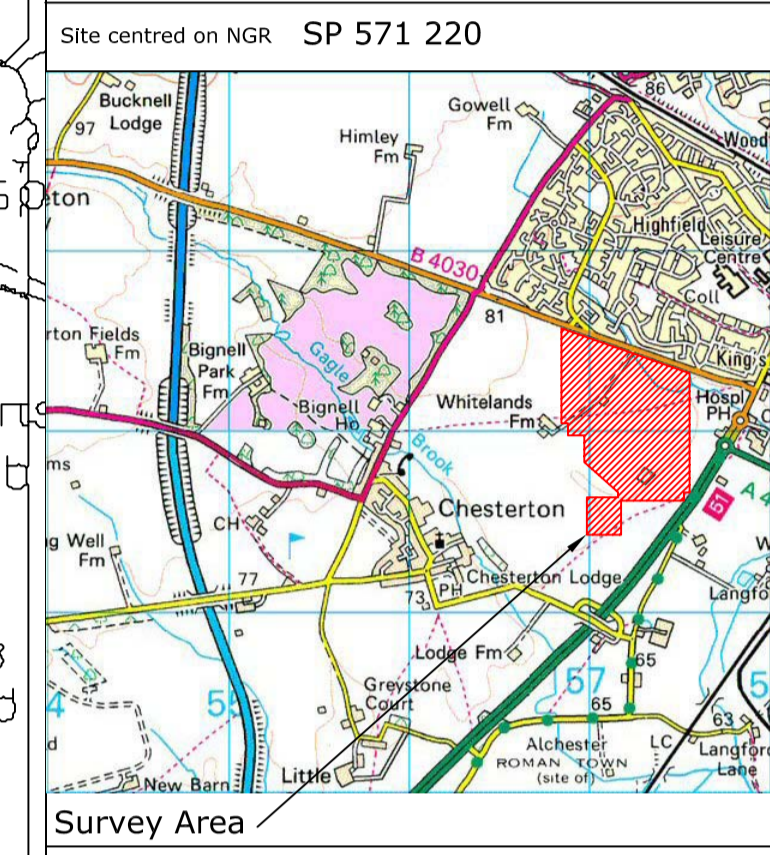 Site centred on NGR SP 571 220
Bucknell
Lodge
97
Gowell
Fm
86
Himley
Fm
Wood
eton
Highfield
Leisure
Centre
B 4030
Coll
81
rton Fields
Fm
Bignell
Park
Fm
Gagle
King's
Whitelands
Fm
Hospl
PH
Bignell
Ho
Brook
ms
A 4
51
Chesterton
CH
g Well
Fm
77
Chesterton Lodge
73
PH
Langfo
Lodge Fm
65
4
55
57
5
Greystone
Court
65
63
d
Alchester
ROMAN TOWN
(site of)
LC
Langford
Lane
New Barn
Little
Survey Area